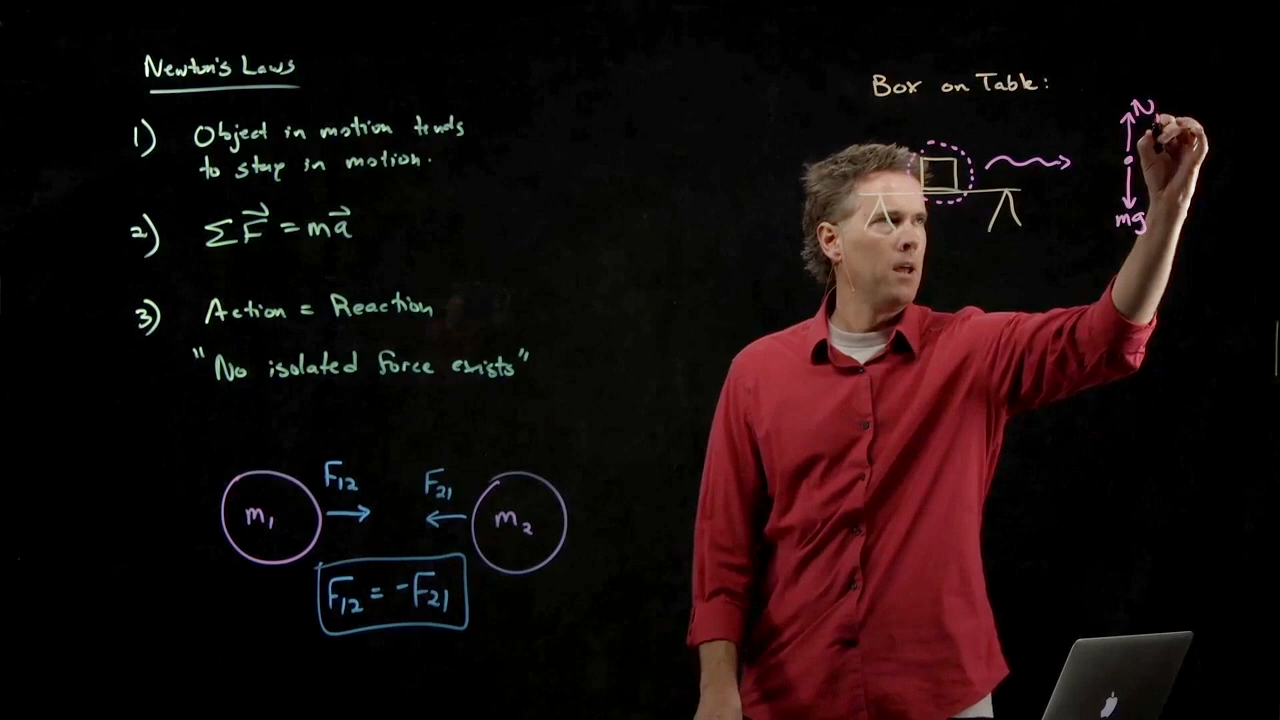 Newton's Laws
1) Object in motion tends
to stay in motion.
2) ΣF⃗ = ma⃗
3) Action = Reaction
"No isolated force exists"
m₁
F₁₂
F₂₁
m₂
F₁₂ = -F₂₁
Box on Table:
N
mg